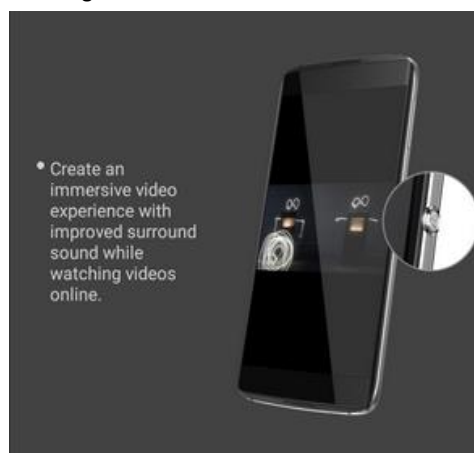 Create an
immersive video
experience with
improved surround
sound while
watching videos
online.